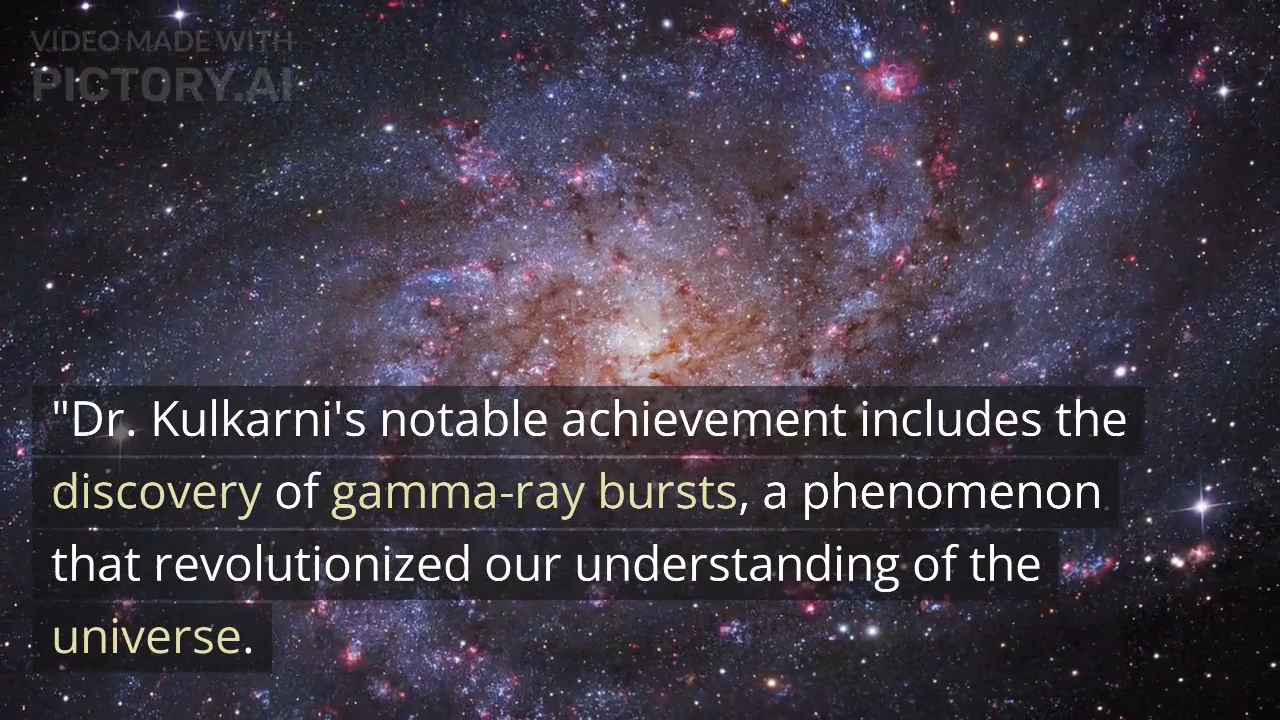 VIDEO MADE WITH
PICTORY.AI
"Dr. Kulkarni's notable achievement includes the
discovery of gamma-ray bursts, a phenomenon
that revolutionized our understanding of the
universe.